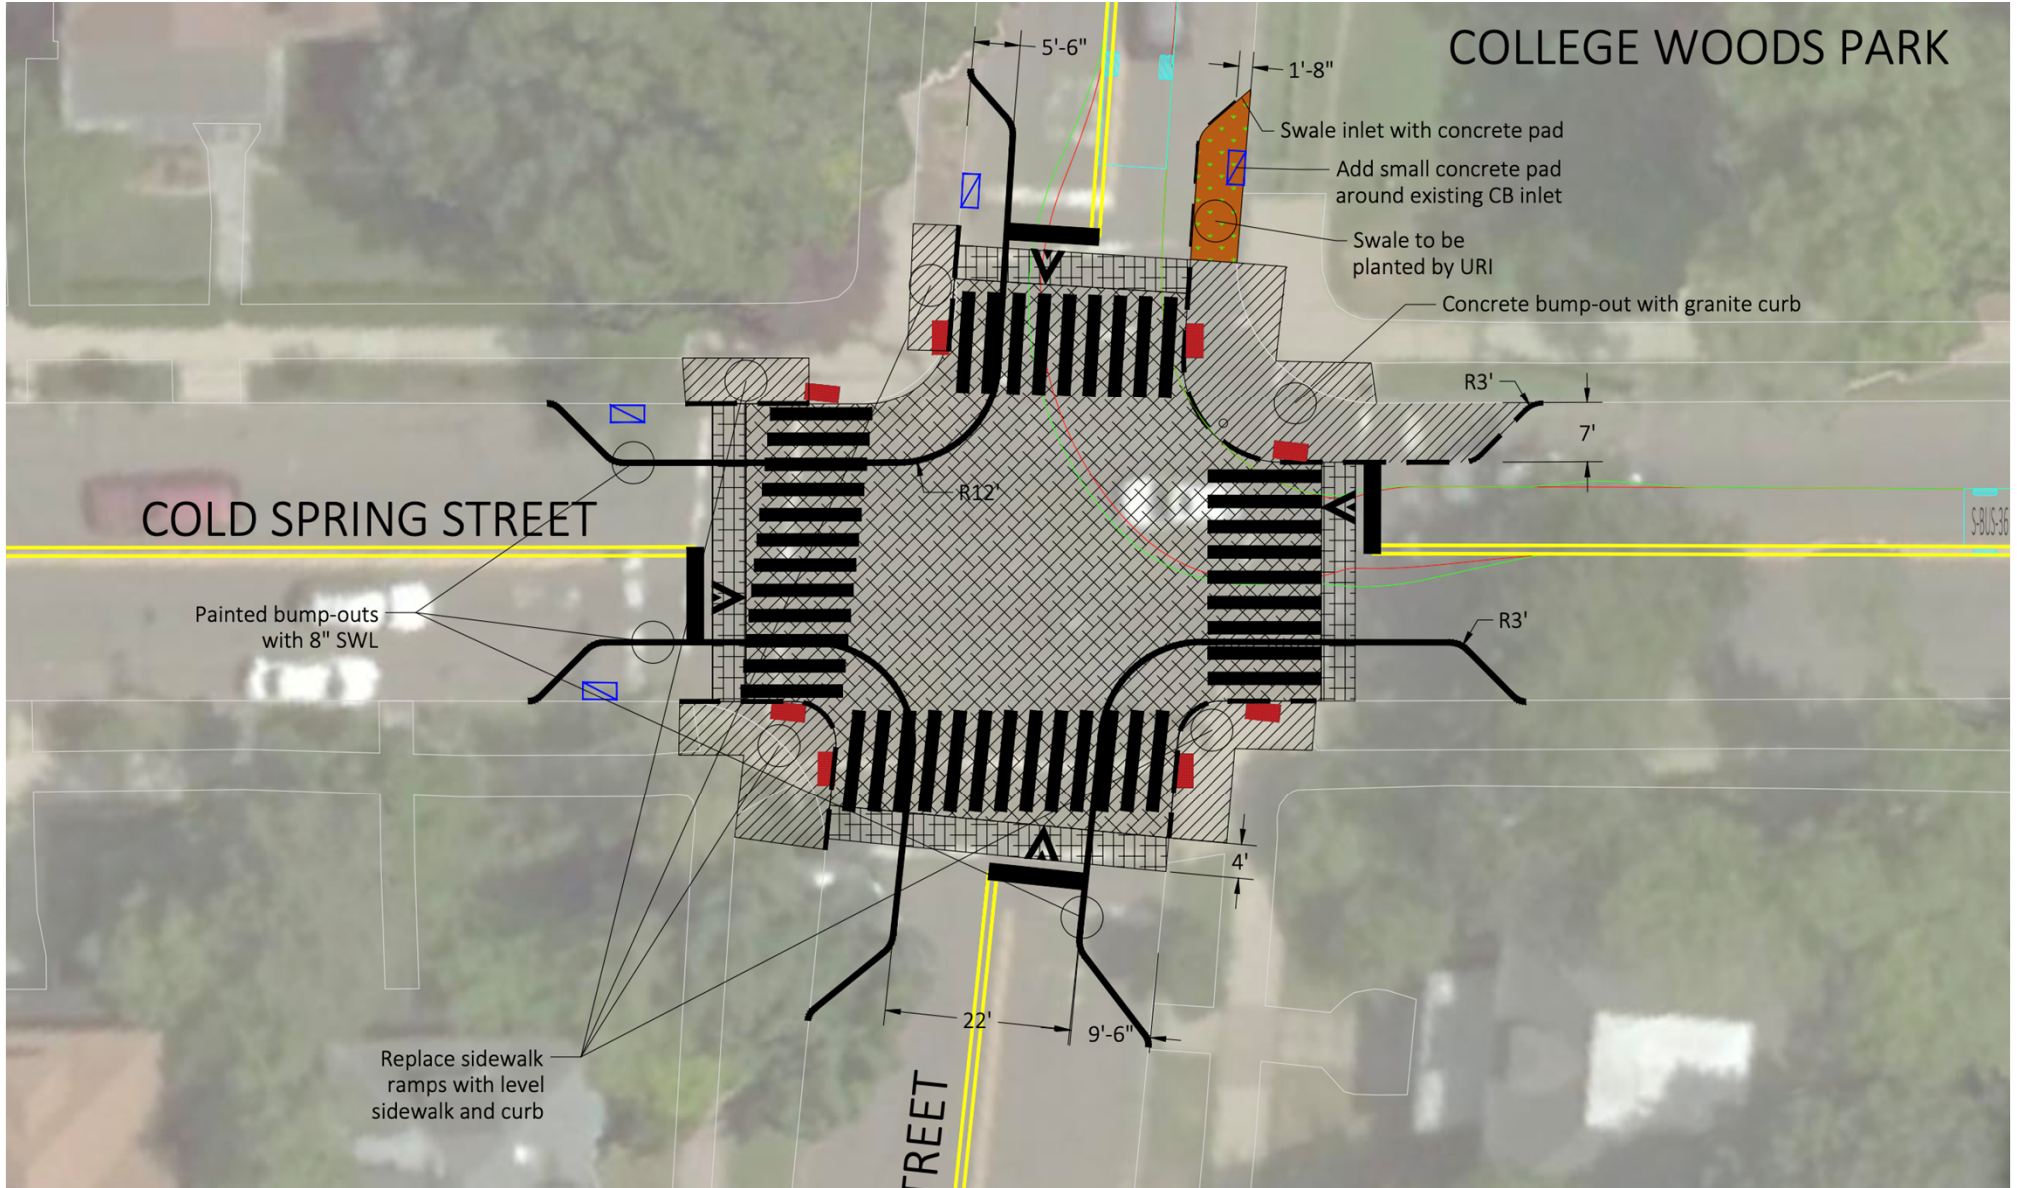 5'-6"
COLLEGE WOODS PARK
1'-8"
Swale inlet with concrete pad
Add small concrete pad
around existing CB inlet
Swale to be
planted by URI
Concrete bump-out with granite curb
R3'
7'
R12'
COLD SPRING STREET
S-BUS-36
Painted bump-outs
with 8" SWL
R3'
4'
22'
9'-6"
Replace sidewalk
ramps with level
sidewalk and curb
TREET